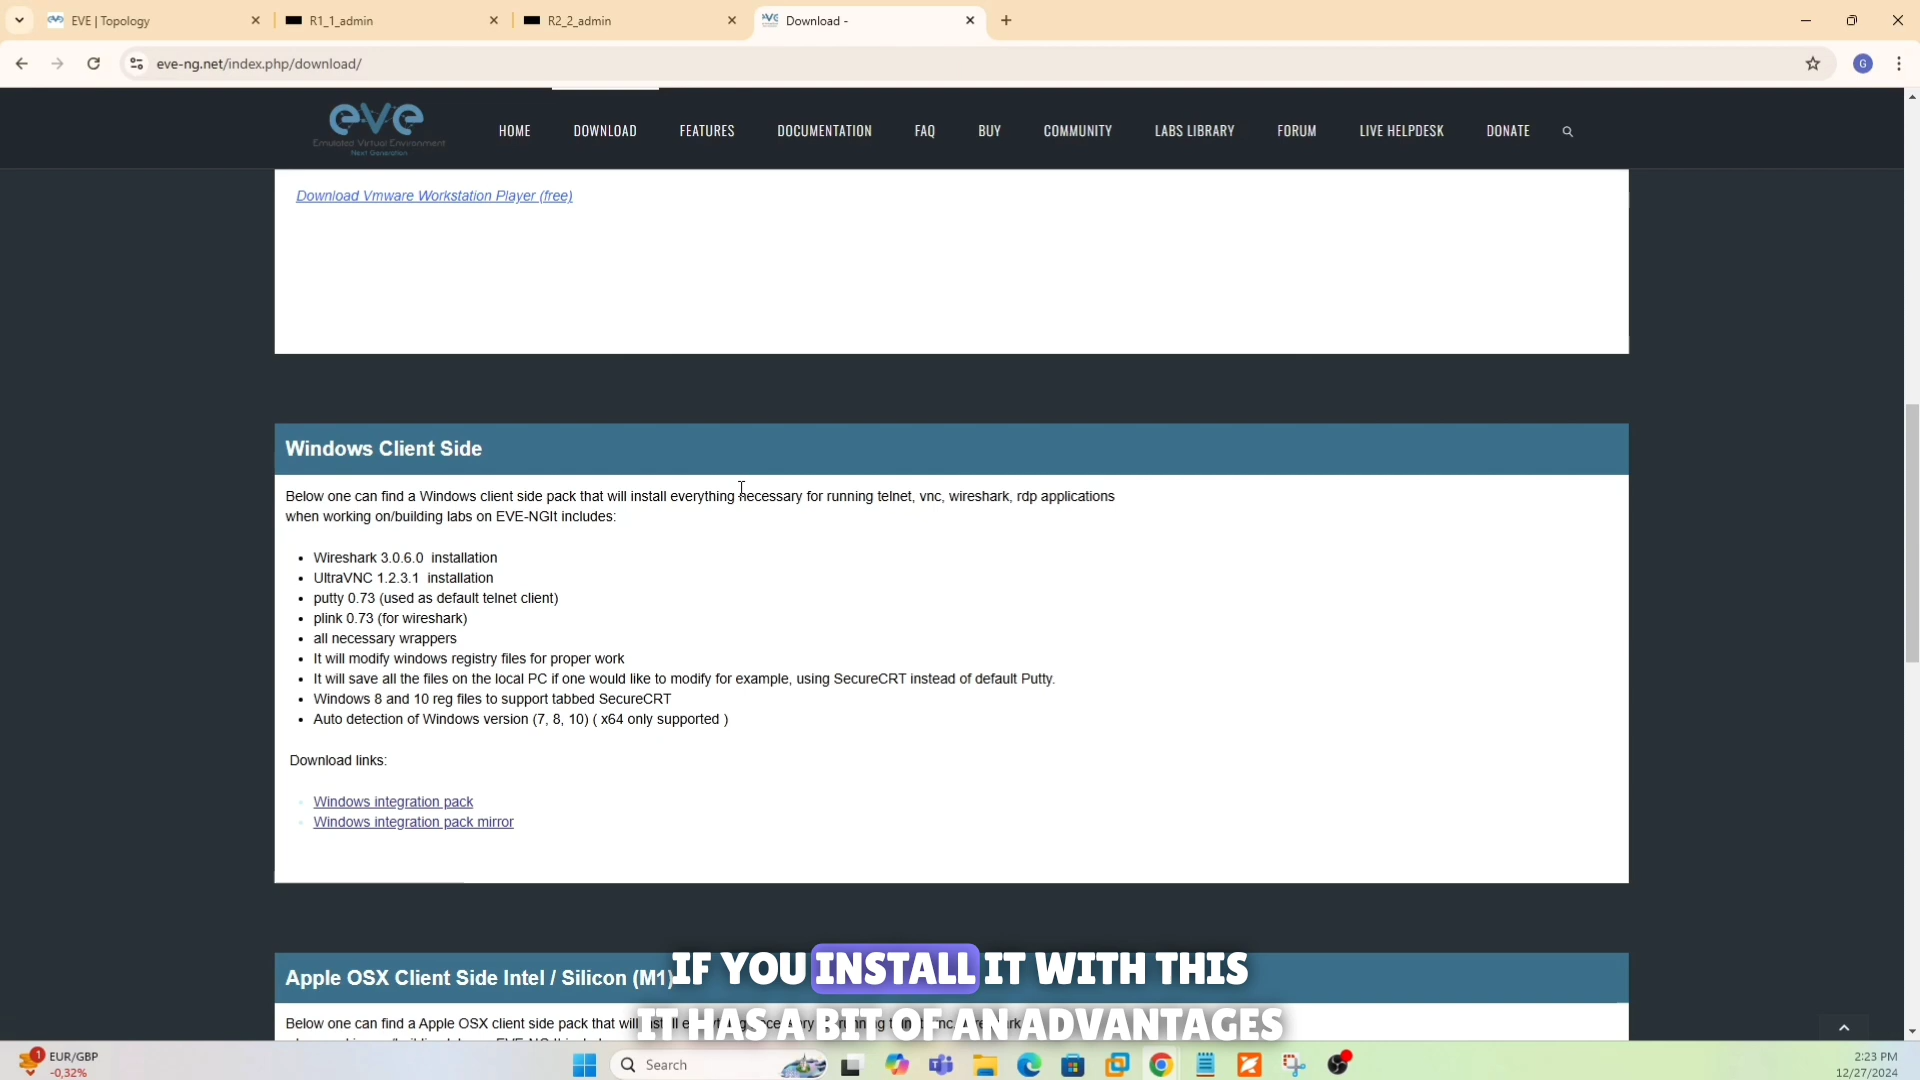 EVE | Topology
R1_1_admin
R2_2_admin
Download -
eve-ng.net/index.php/download/
G
eve
Emulated Virtual Environment
Next Generation
HOME
DOWNLOAD
FEATURES
DOCUMENTATION
FAQ
BUY
COMMUNITY
LABS LIBRARY
FORUM
LIVE HELPDESK
DONATE
Download Vmware Workstation Player (free)
Windows Client Side
Below one can find a Windows client side pack that will install everything necessary for running telnet, vnc, wireshark, rdp applications
when working on/building labs on EVE-NGIt includes:
Wireshark 3.0.6.0 installation
UltraVNC 1.2.3.1 installation
putty 0.73 (used as default telnet client)
plink 0.73 (for wireshark)
all necessary wrappers
It will modify windows registry files for proper work
It will save all the files on the local PC if one would like to modify for example, using SecureCRT instead of default Putty.
Windows 8 and 10 reg files to support tabbed SecureCRT
Auto detection of Windows version (7, 8, 10) ( x64 only supported )
Download links:
Windows integration pack
Windows integration pack mirror
Apple OSX Client Side Intel / Silicon (M1)
IF YOU INSTALL IT WITH THIS
IT HAS A BIT OF AN ADVANTAGES
Below one can find a Apple OSX client side pack that will
1
EUR/GBP
-0,32%
Search
2:23 PM
12/27/2024